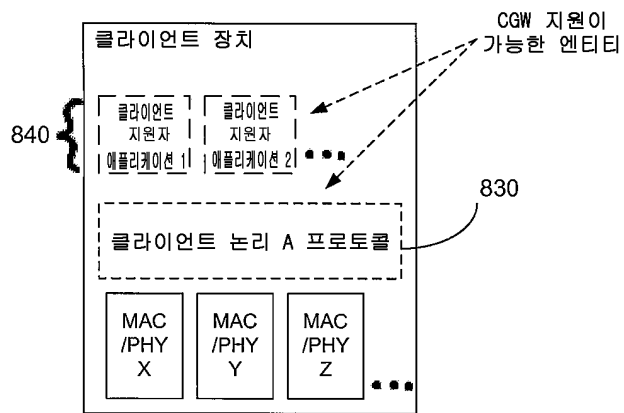 클라이언트 장치
CGW 지원이
가능한 엔티티
840
클라이언트
지원자
애플리케이션 1
클라이언트
지원자
애플리케이션 2
830
클라이언트 논리 A 프로토콜
MAC
/PHY
X
MAC
/PHY
Y
MAC
/PHY
Z